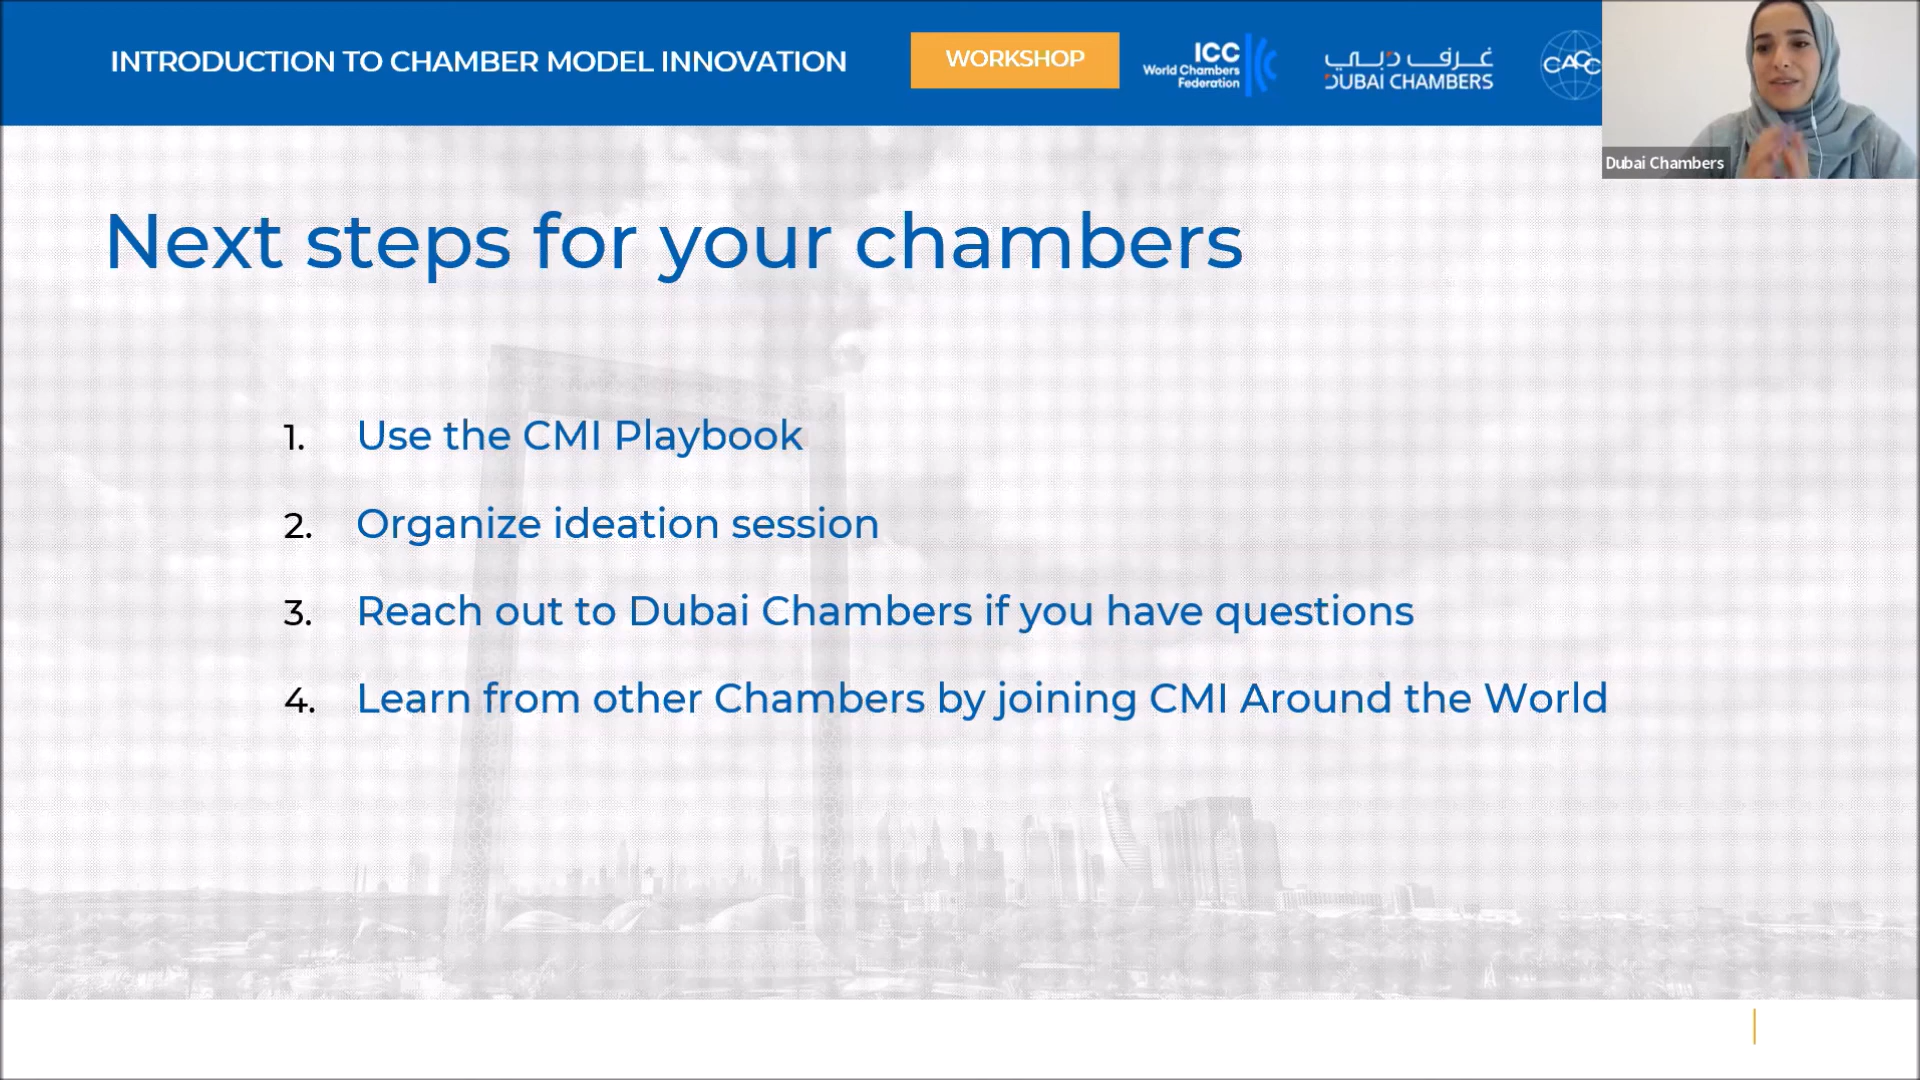 INTRODUCTION TO CHAMBER MODEL INNOVATION
WORKSHOP
ICC
World Chambers
Federation
غرف دبي
DUBAI CHAMBERS
CACC
Dubai Chambers
Next steps for your chambers
1. Use the CMI Playbook
2. Organize ideation session
3. Reach out to Dubai Chambers if you have questions
4. Learn from other Chambers by joining CMI Around the World